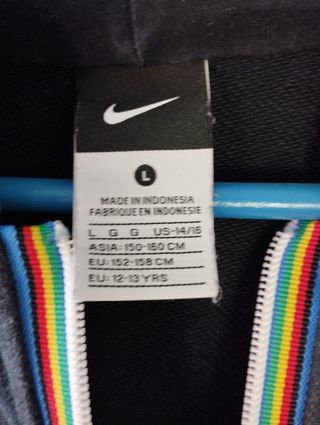 L
MADE IN INDONESIA
FABRIQUE EN INDONESIE
L G G US-14/16
ASIA: 150-160 CM
EU: 152-158 CM
EU: 12-13 YRS